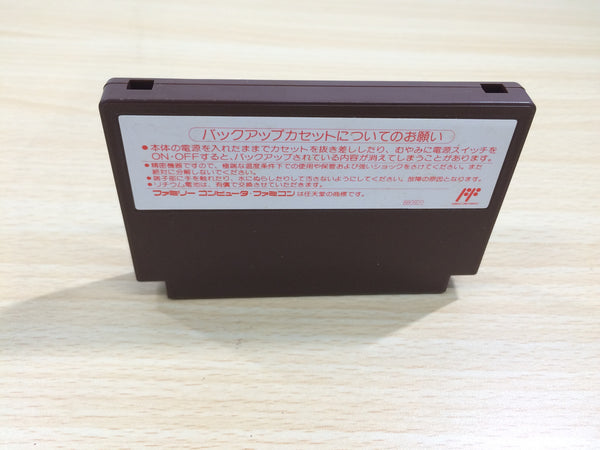 バックアップカセットについてのお願い
●本体の電源を入れたままでカセットを抜き差ししたり、むやみに電源スイッチを
ON・OFFすると、バックアップされている内容が消えてしまうことがあります。
●精密機器ですので、極端な温度条件下での使用や保管および強いショックをさけてください。また
絶対に分解しないでください。
●端子部に手を触れたり、水にぬらしたりして汚さないようにしてください。故障の原因となります。
●リチウム電池は、有償で交換させていただきます。
ファミリー コンピュータ・ファミコンは任天堂の商標です。